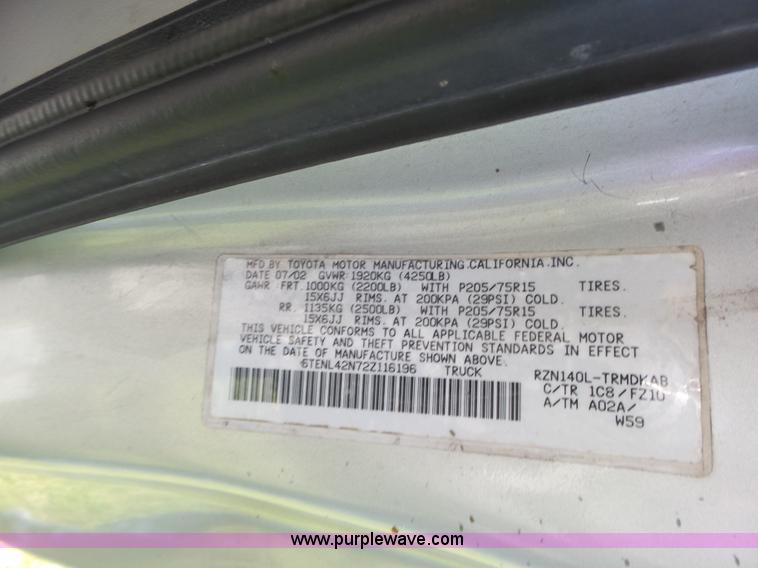 MFD.BY TOYOTA MOTOR MANUFACTURING.CALIFORNIA.INC.
DATE 07/02 GVWR:1920KG (4250LB)
GAWR FRT.1000KG (2200LB) WITH P205/75R15 TIRES.
15X6JJ RIMS. AT 200KPA (29PSI) COLD.
RR. 1135KG (2500LB) WITH P205/75R15 TIRES.
15X6JJ RIMS. AT 200KPA (29PSI) COLD.
THIS VEHICLE CONFORMS TO ALL APPLICABLE FEDERAL MOTOR
VEHICLE SAFETY AND THEFT PREVENTION STANDARDS IN EFFECT
ON THE DATE OF MANUFACTURE SHOWN ABOVE.
5TENL42N72Z116196 TRUCK RZN140L-TRMDKAB
C/TR 1C8/FZ10
A/TM A02A/
W59
www.purplewave.com